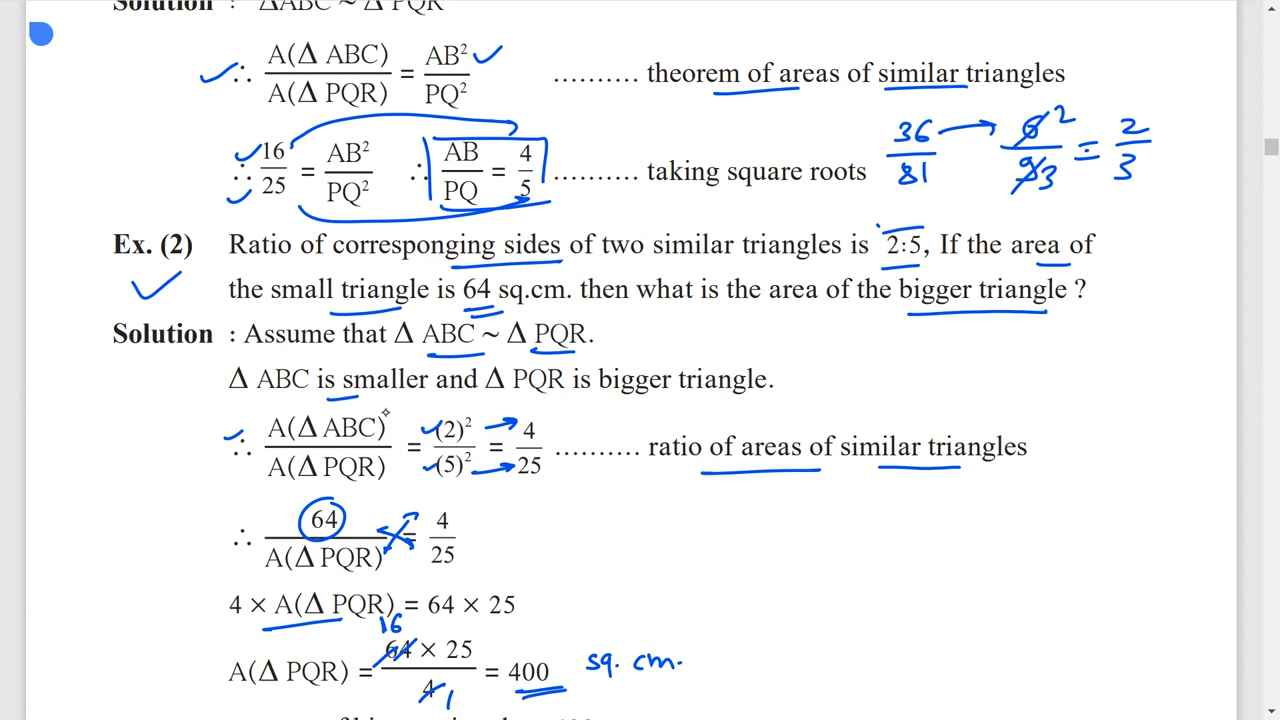 Solution : ΔABC ~ Δ PQR
∴ A(Δ ABC)/A(Δ PQR) = AB²/PQ² .......... theorem of areas of similar triangles
∴ 16/25 = AB²/PQ² ∴ AB/PQ = 4/5 .......... taking square roots 36/81 → 6 2/9 3 = 2/3
Ex. (2) Ratio of corresponging sides of two similar triangles is 2:5, If the area of
the small triangle is 64 sq.cm. then what is the area of the bigger triangle ?
Solution : Assume that Δ ABC ~ Δ PQR.
Δ ABC is smaller and Δ PQR is bigger triangle.
∴ A(Δ ABC)/A(Δ PQR) = (2)²/(5)² = 4/25 .......... ratio of areas of similar triangles
∴ 64/A(Δ PQR) = 4/25
4 × A(Δ PQR) = 64 × 25
16
A(Δ PQR) = 64 × 25/4 1 = 400 sq. cm.